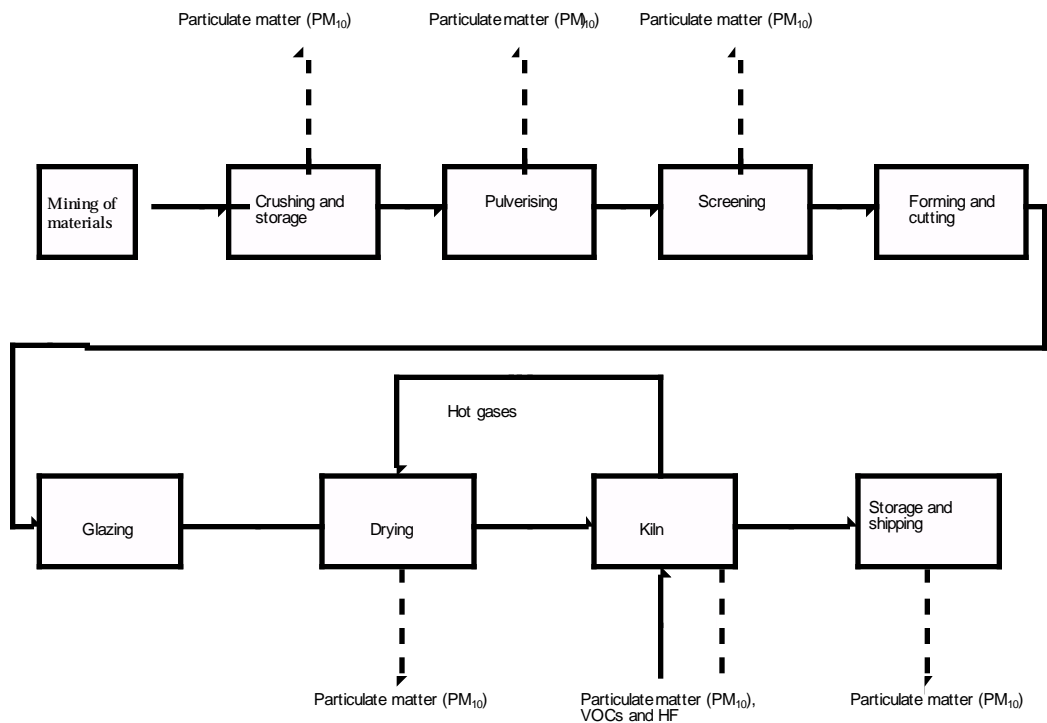 Particulate matter (PM₁₀)
Particulate matter (PM)₁₀)
Particulate matter (PM₁₀)
Mining of
materials
Crushing and
storage
Pulverising
Screening
Forming and
cutting
Hot gases
Glazing
Drying
Kiln
Storage and
shipping
Particulate matter (PM₁₀)
Particulate matter (PM₁₀),
VOCs and HF
Particulate matter (PM₁₀)